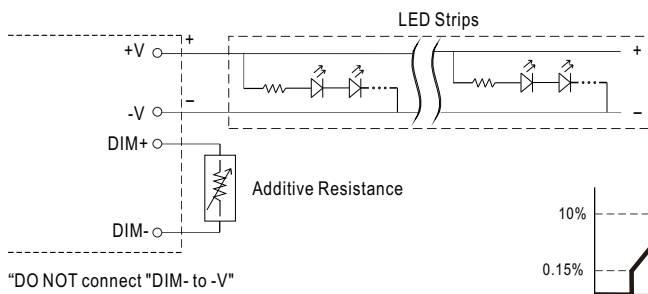 LED Strips
+V + +
-V − −
DIM+
Additive Resistance
DIM-
"DO NOT connect "DIM- to -V"
10%
0.15%